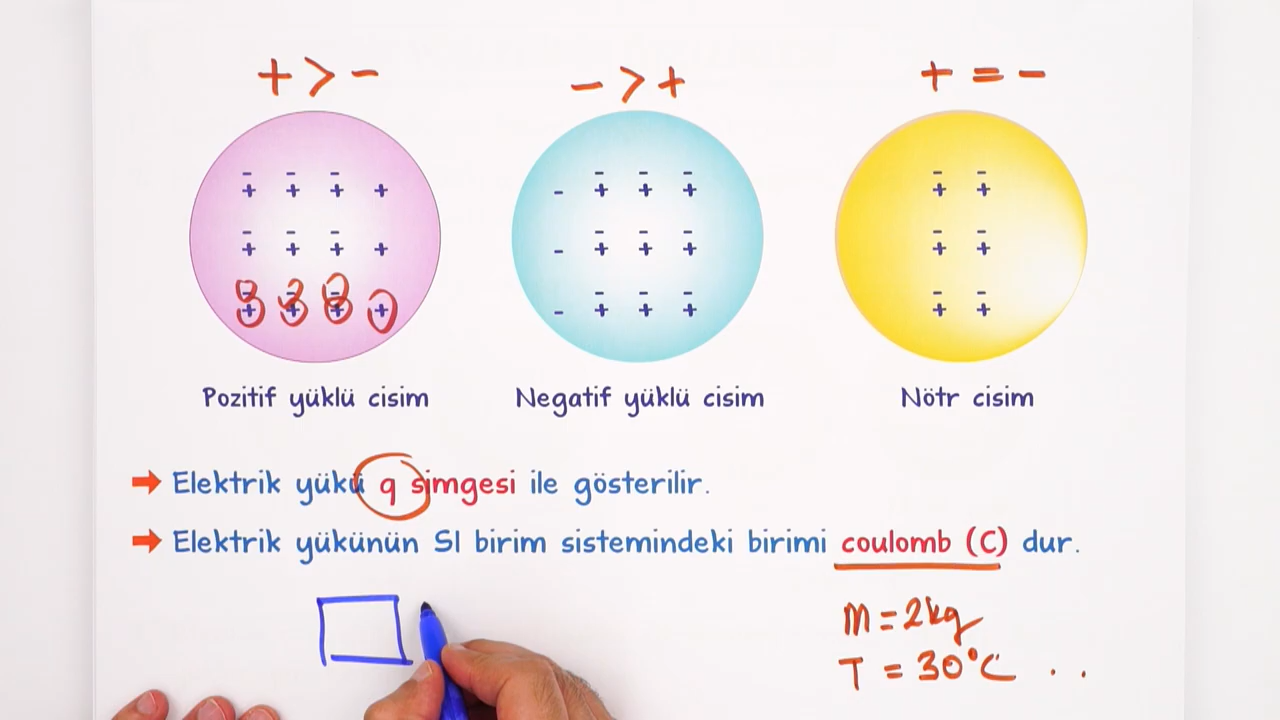 + > -
- > +
+ = -
- - -
+ + + +
- - -
+ + + +
- - -
+ + + +
- - -
- + + +
- - -
- + + +
- - -
- + + +
- -
+ +
- -
+ +
- -
+ +
Pozitif yüklü cisim
Negatif yüklü cisim
Nötr cisim
➡ Elektrik yükü q simgesi ile gösterilir.
➡ Elektrik yükünün SI birim sistemindeki birimi coulomb (C) dur.
m = 2kg
T = 30°C . .